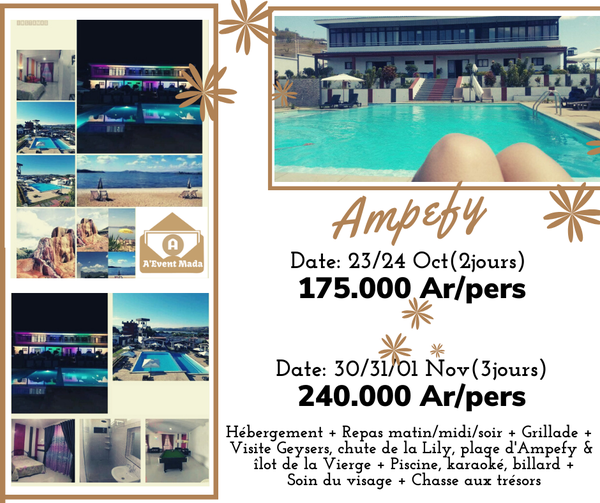 A
A'Event Mada
Ampefy
Date: 23/24 Oct(2jours)
175.000 Ar/pers
Date: 30/31/01 Nov(3jours)
240.000 Ar/pers
Hébergement + Repas matin/midi/soir + Grillade +
Visite Geysers, chute de la Lily, plage d'Ampefy &
îlot de la Vierge + Piscine, karaoké, billard +
Soin du visage + Chasse aux trésors